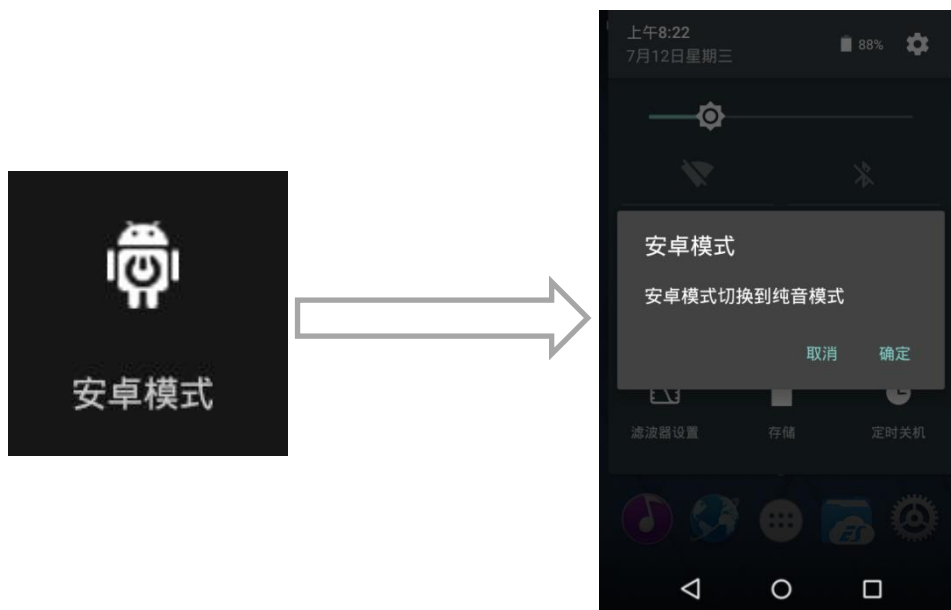 安卓模式
上午8:22
88%
7月12日星期三
安卓模式
安卓模式切换到纯音模式
取消 确定
滤波器设置 存储 定时关机
ES